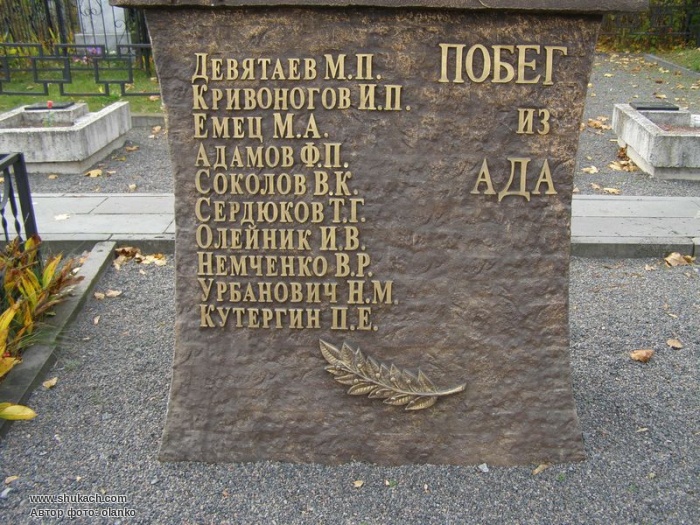 Девятаев М.П.
Кривоногов И.П.
Емец М.А.
Адамов Ф.П.
Соколов В.К.
Сердюков Т.Г.
Олейник И.В.
Немченко В.Р.
Урбанович Н.М
Кутергин П.Е.
ПОБЕГ
ИЗ
АДА
www.shukach.com
Автор фото: olanko